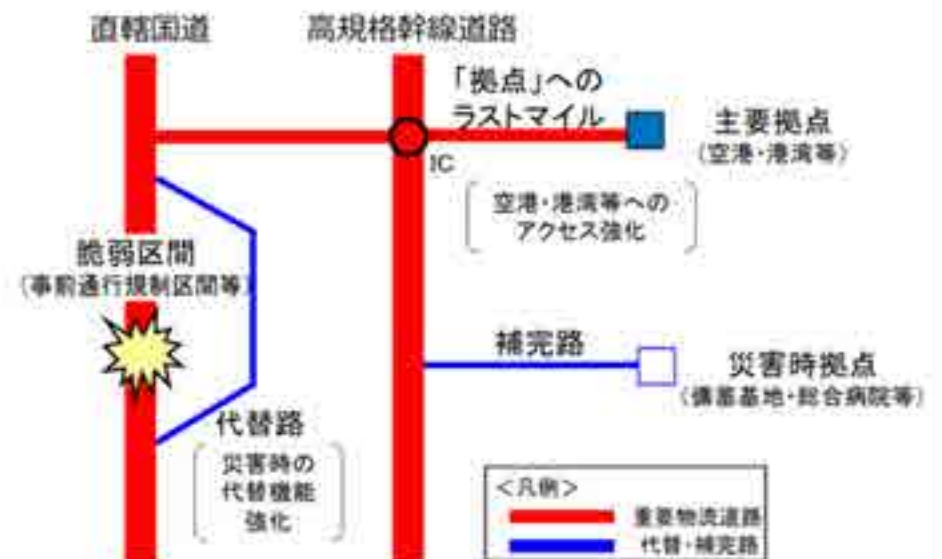 直轄国道
高規格幹線道路
「拠点」への
ラストマイル
主要拠点
(空港・港湾等)
IC
空港・港湾等への
アクセス強化
脆弱区間
(事前通行規制区間等)
補完路
災害時拠点
(備蓄基地・総合病院等)
代替路
災害時の
代替機能
強化
<凡例>
重要物流道路
代替・補完路